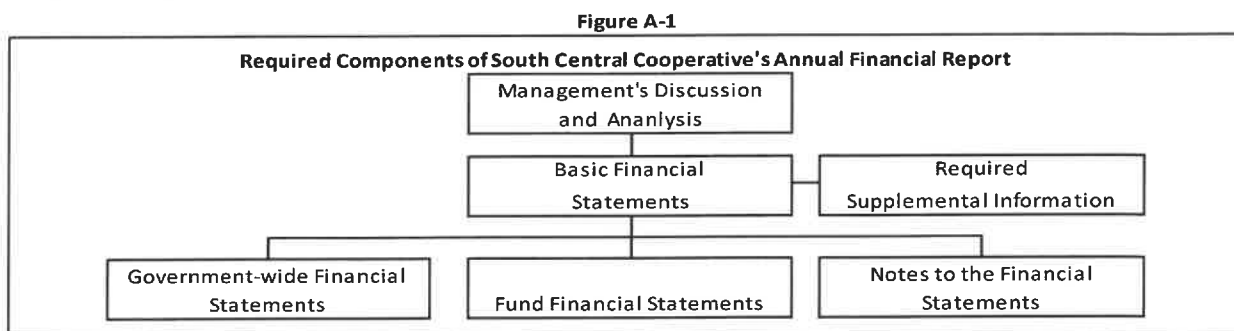 Figure A-1
Required Components of South Central Cooperative's Annual Financial Report
Management's Discussion
and Ananlysis
Basic Financial
Statements
Required
Supplemental Information
Government-wide Financial
Statements
Fund Financial Statements
Notes to the Financial
Statements